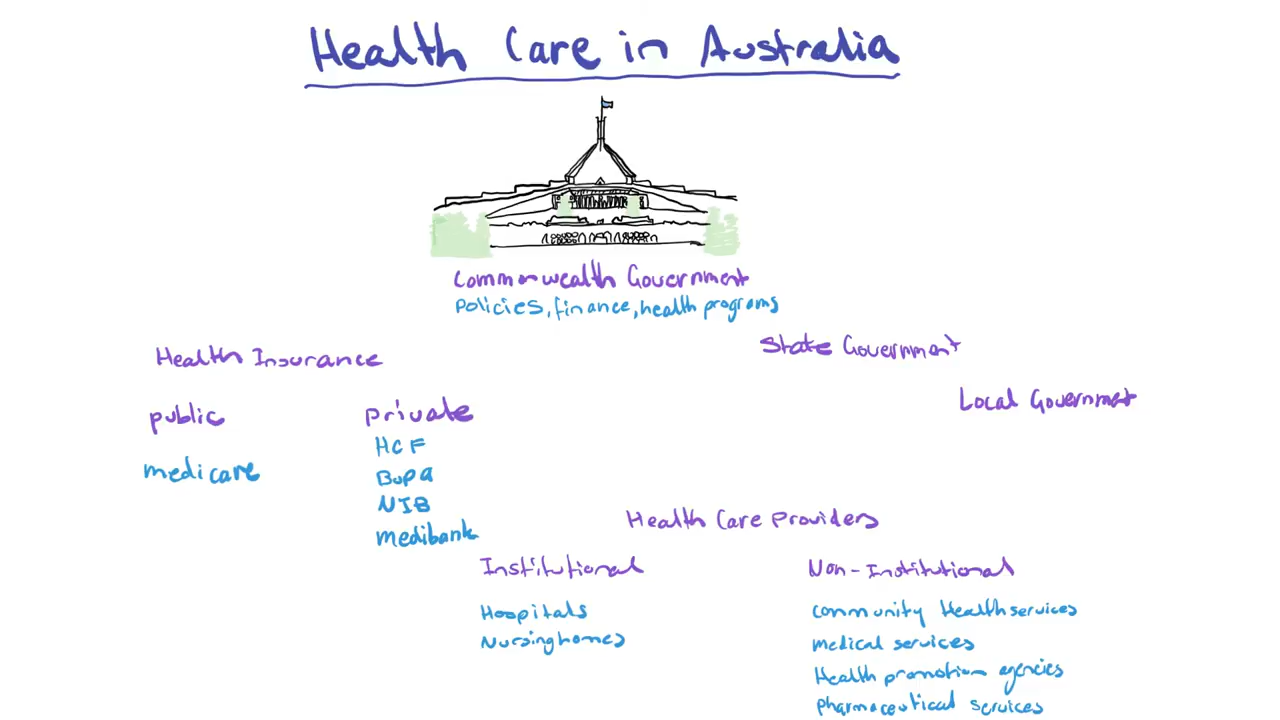 Health Care in Australia
Commonwealth Government
policies, finance, health programs
Health Insurance
State Government
Local Government
public
private
medicare
HCF
Bupa
NIB
medibank
Health Care Providers
Institutional
Non-Institutional
Hospitals
Nursing homes
community Health services
medical services
Health promotion agencies
pharmaceutical services